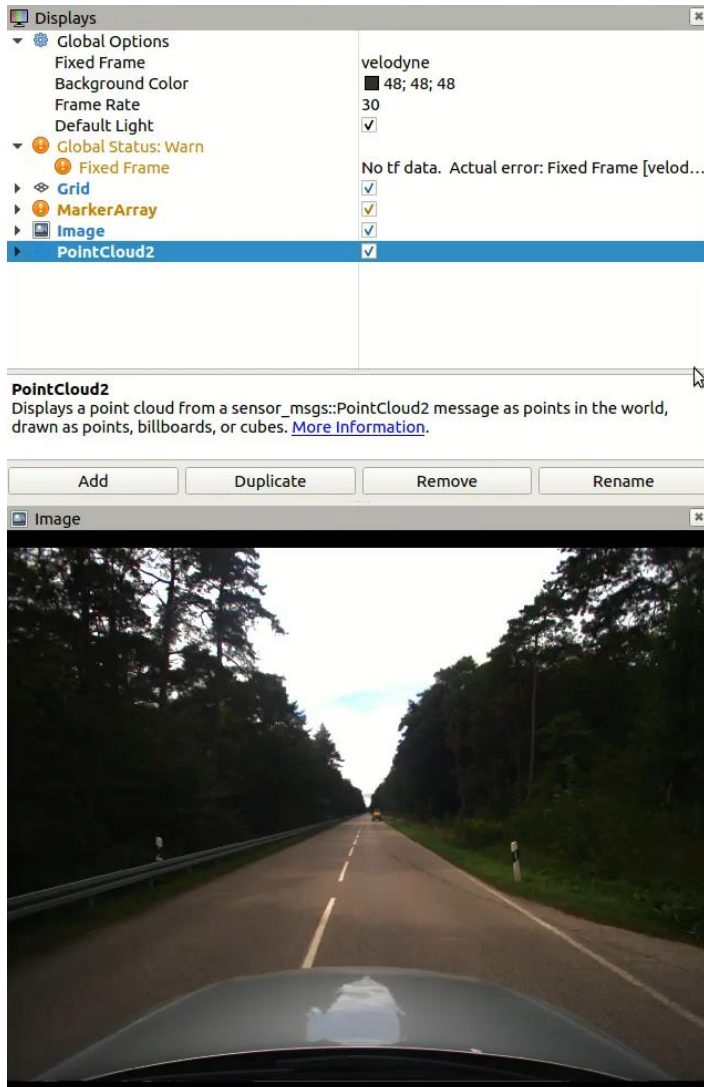 Displays
Global Options
Fixed Frame velodyne
Background Color 48; 48; 48
Frame Rate 30
Default Light
Global Status: Warn
Fixed Frame No tf data.  Actual error: Fixed Frame [velod...
Grid
MarkerArray
Image
PointCloud2
PointCloud2
Displays a point cloud from a sensor_msgs::PointCloud2 message as points in the world,
drawn as points, billboards, or cubes. More Information.
Add Duplicate Remove Rename
Image